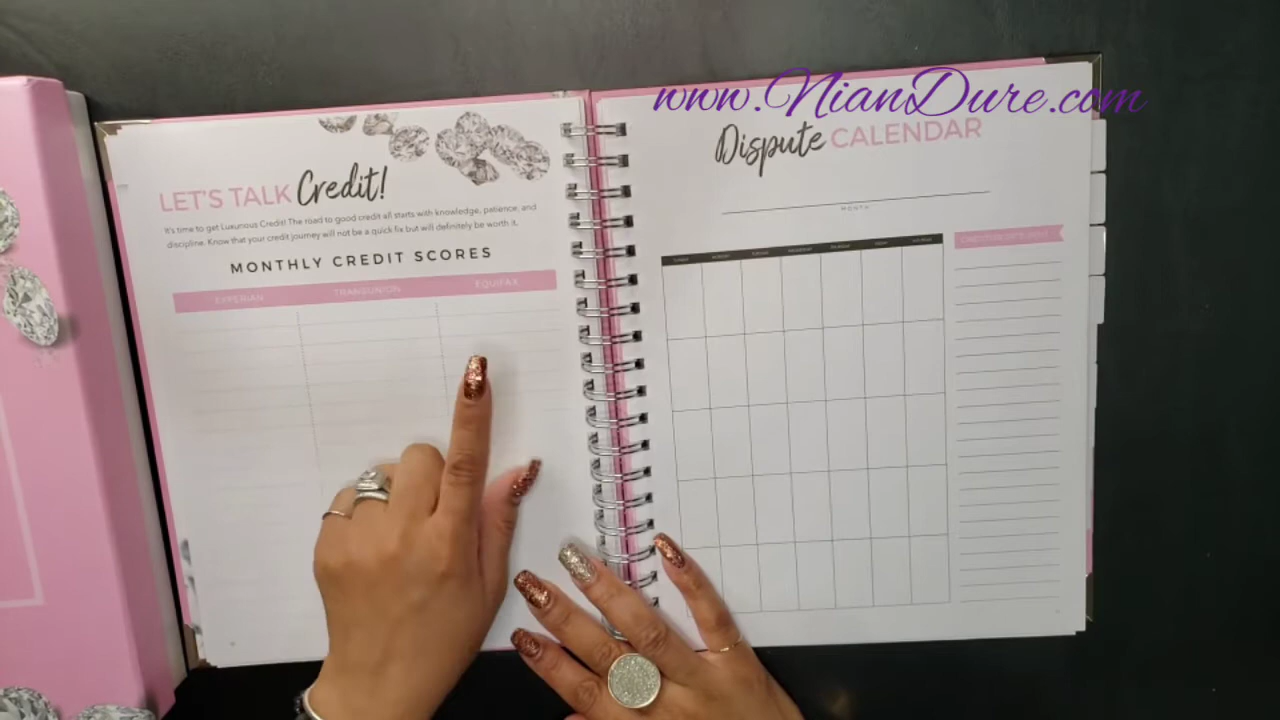 www.NianDure.com
LET'S TALK Credit!
It's time to get Luxurious Credit! The road to good credit all starts with knowledge, patience, and
discipline. Know that your credit journey will not be a quick fix but will definitely be worth it.
MONTHLY CREDIT SCORES
EXPERIAN TRANSUNION EQUIFAX
Dispute CALENDAR
MONTH